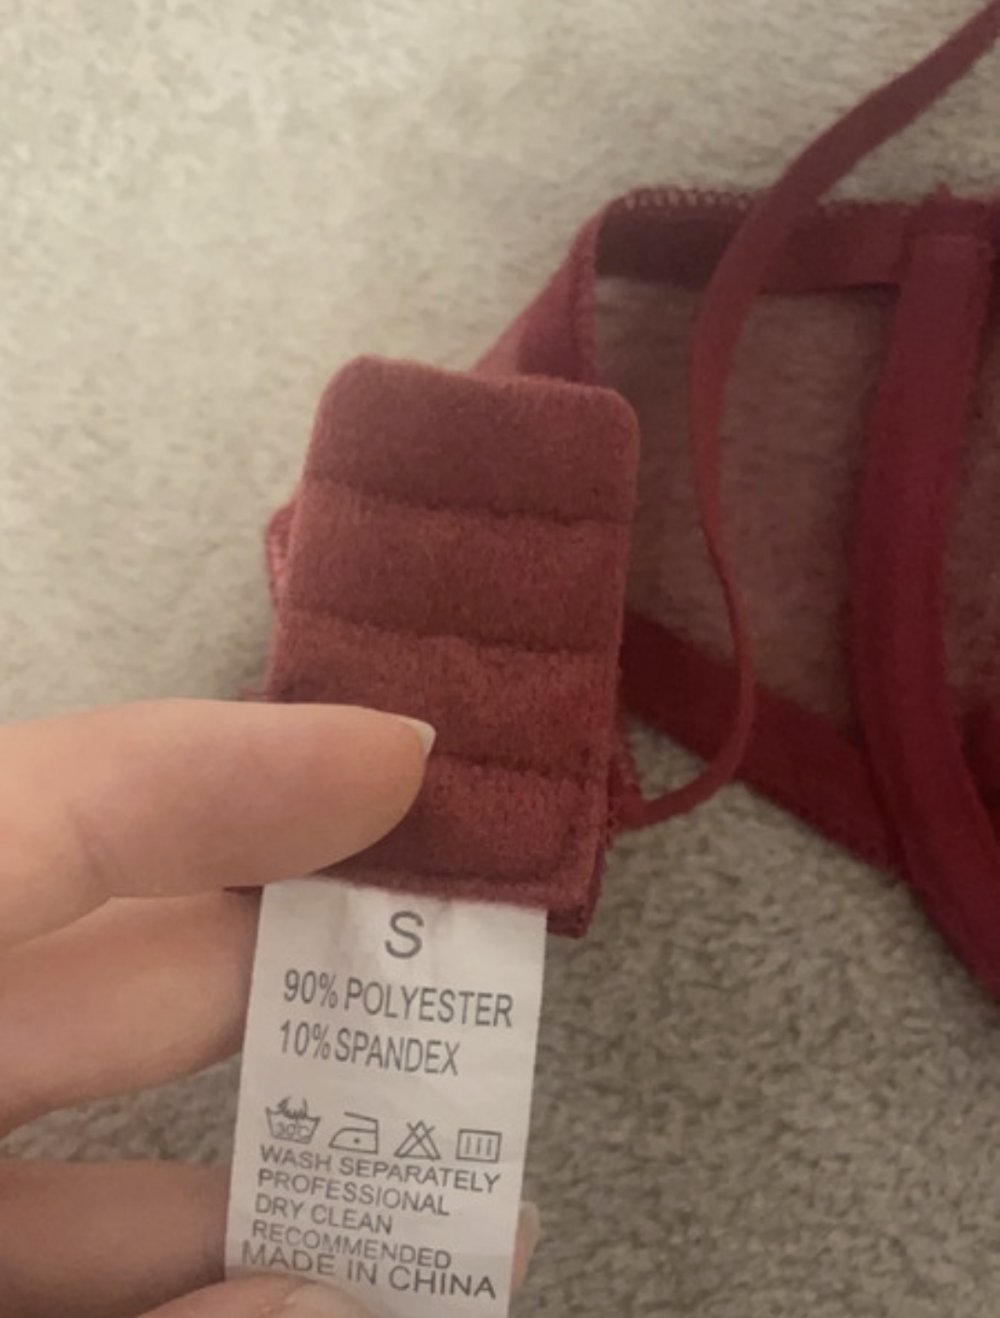 S
90% POLYESTER
10% SPANDEX
30°C
WASH SEPARATELY
PROFESSIONAL
DRY CLEAN
RECOMMENDED
MADE IN CHINA